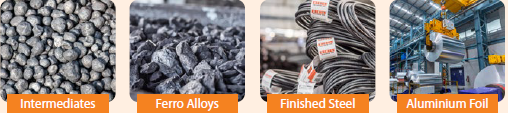 Intermediates
Ferro Alloys
Finished Steel
Aluminium Foil